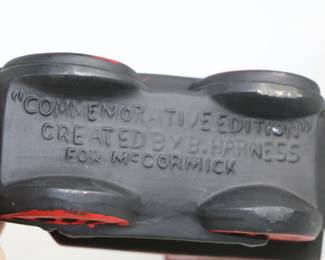 "COMMEMORATIVE EDITION"
CREATED BY B. HARNESS
FOR McCORMICK